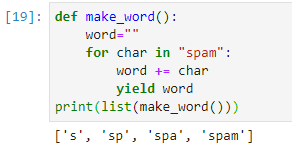 [19]: def make_word():
    word=""
    for char in "spam":
        word += char
        yield word
print(list(make_word()))
['s', 'sp', 'spa', 'spam']